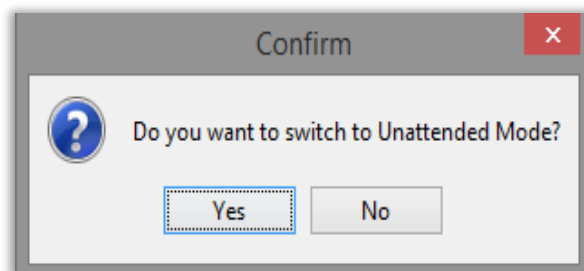 Confirm
x
Do you want to switch to Unattended Mode?
Yes
No